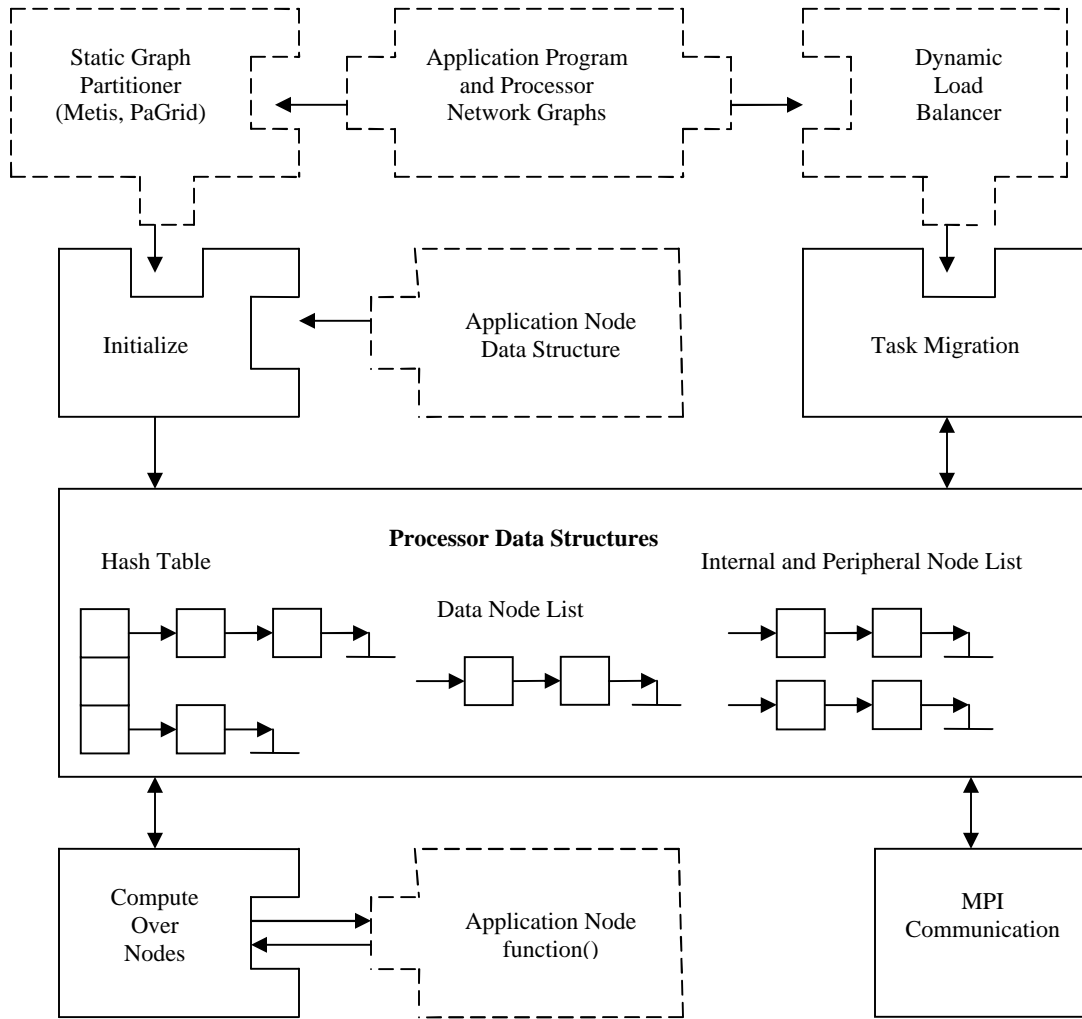 Static Graph
Partitioner
(Metis, PaGrid)
Application Program
and Processor
Network Graphs
Dynamic
Load
Balancer
Initialize
Application Node
Data Structure
Task Migration
Processor Data Structures
Hash Table
Data Node List
Internal and Peripheral Node List
Compute
Over
Nodes
Application Node
function()
MPI
Communication